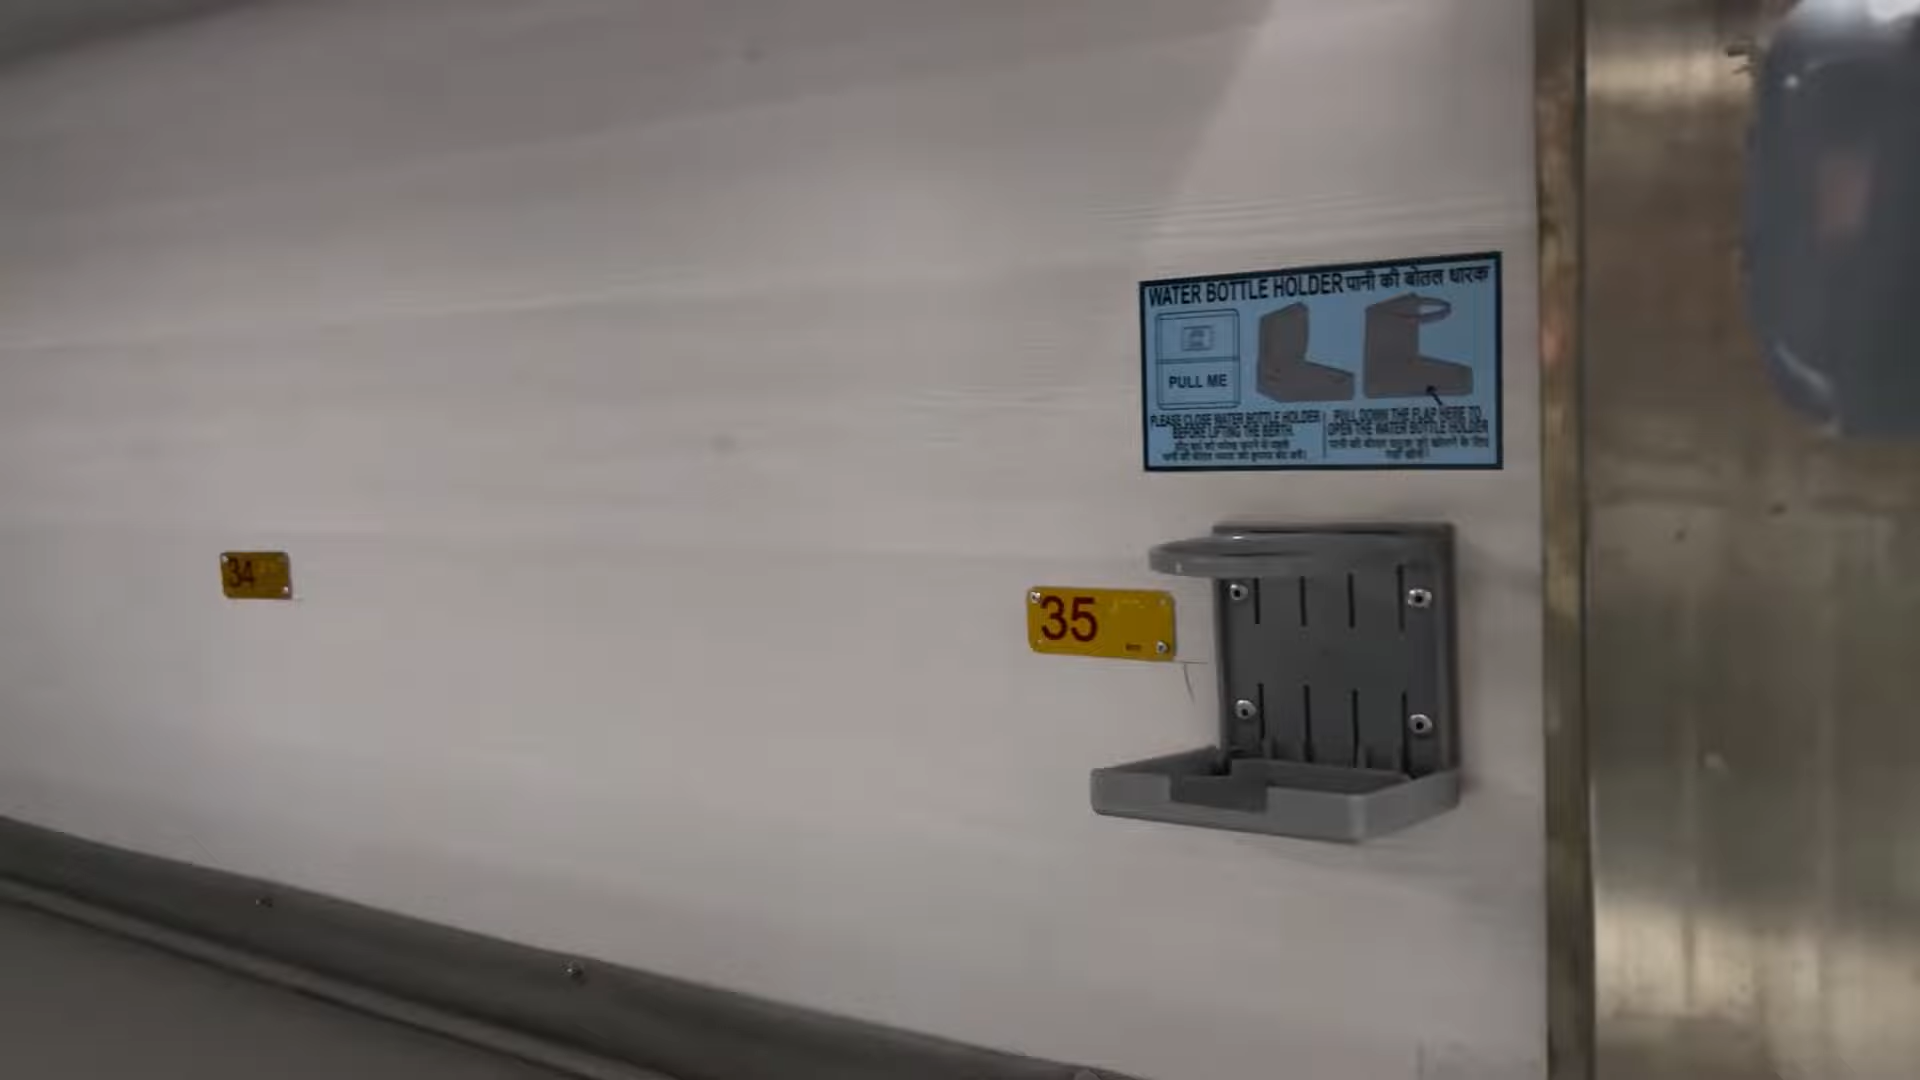 WATER BOTTLE HOLDER पानी की बोतल धारक
PULL ME
PLEASE CLOSE WATER BOTTLE HOLDER
BEFORE LIFTING THE BERTH.
PULL DOWN THE FLAP HERE TO
OPEN THE WATER BOTTLE HOLDER
34
35